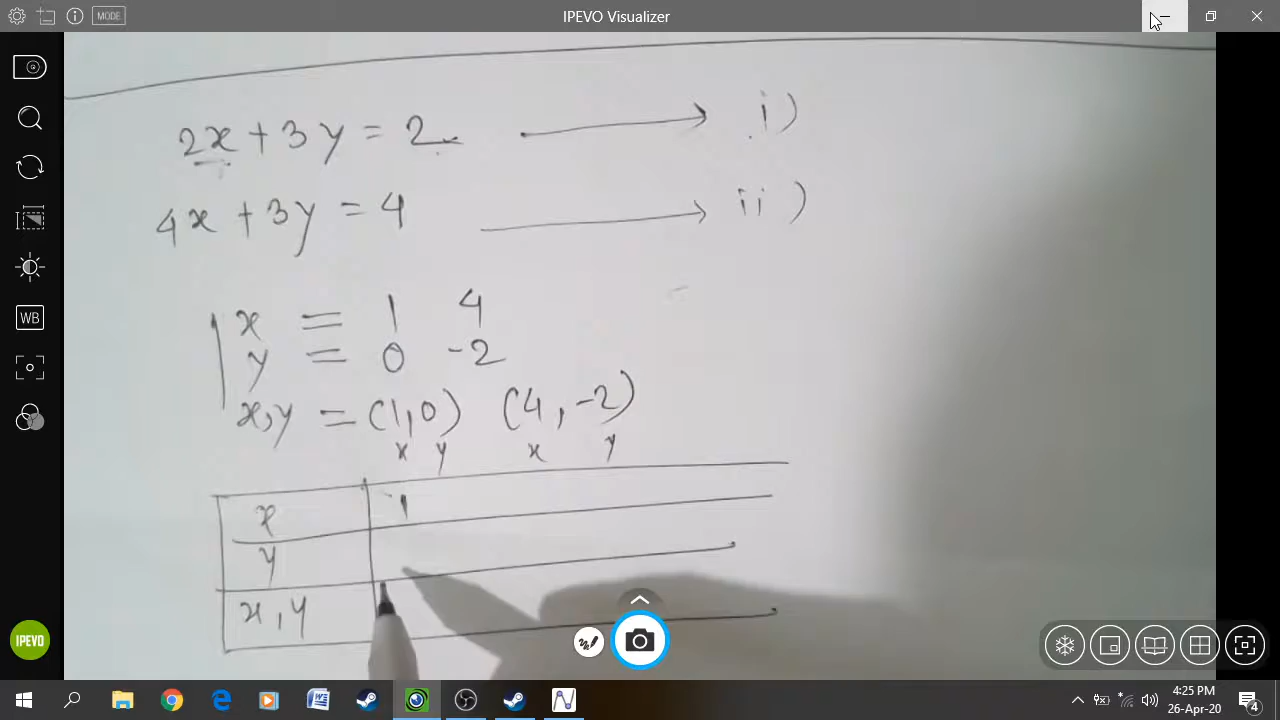 MODE
IPEVO Visualizer
2x + 3y = 2 i)
4x + 3y = 4 ii)
WB
x = 1 4
y = 0 -2
x,y = (1,0) (4,-2)
x y x y
x -1
y
x,y
IPEVO
4:25 PM
26-Apr-20
4